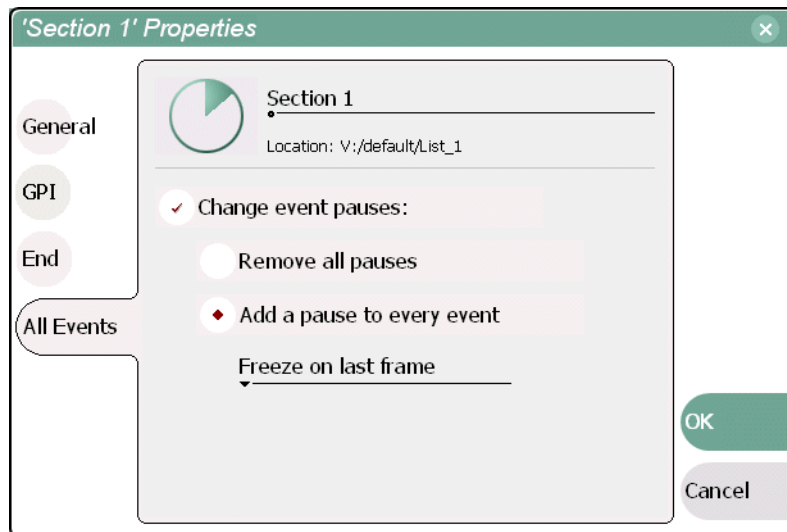 'Section 1' Properties
General
GPI
End
All Events
Section 1
Location: V:/default/List_1
Change event pauses:
Remove all pauses
Add a pause to every event
Freeze on last frame
OK
Cancel